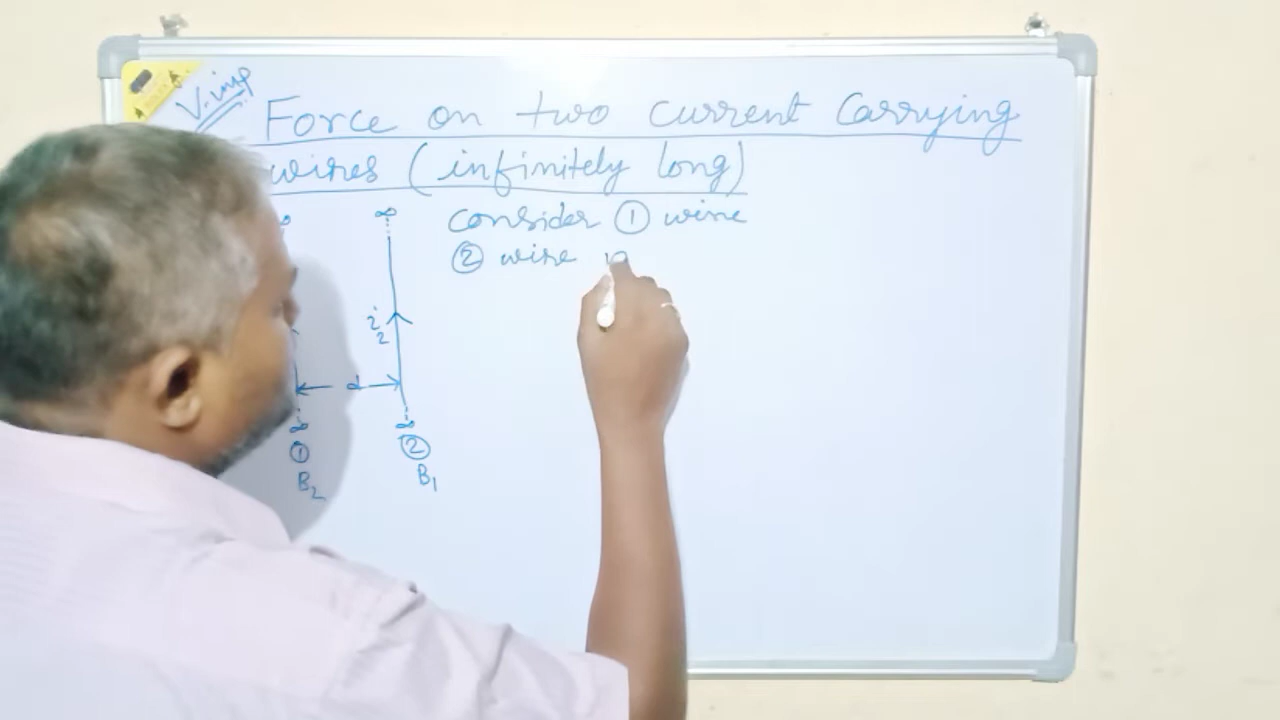 V. imp
Force on two current Carrying
wires (infinitely long)
∞ ∞
consider ① wire
② wire
i2
d
∞ ∞
① ②
B2 B1